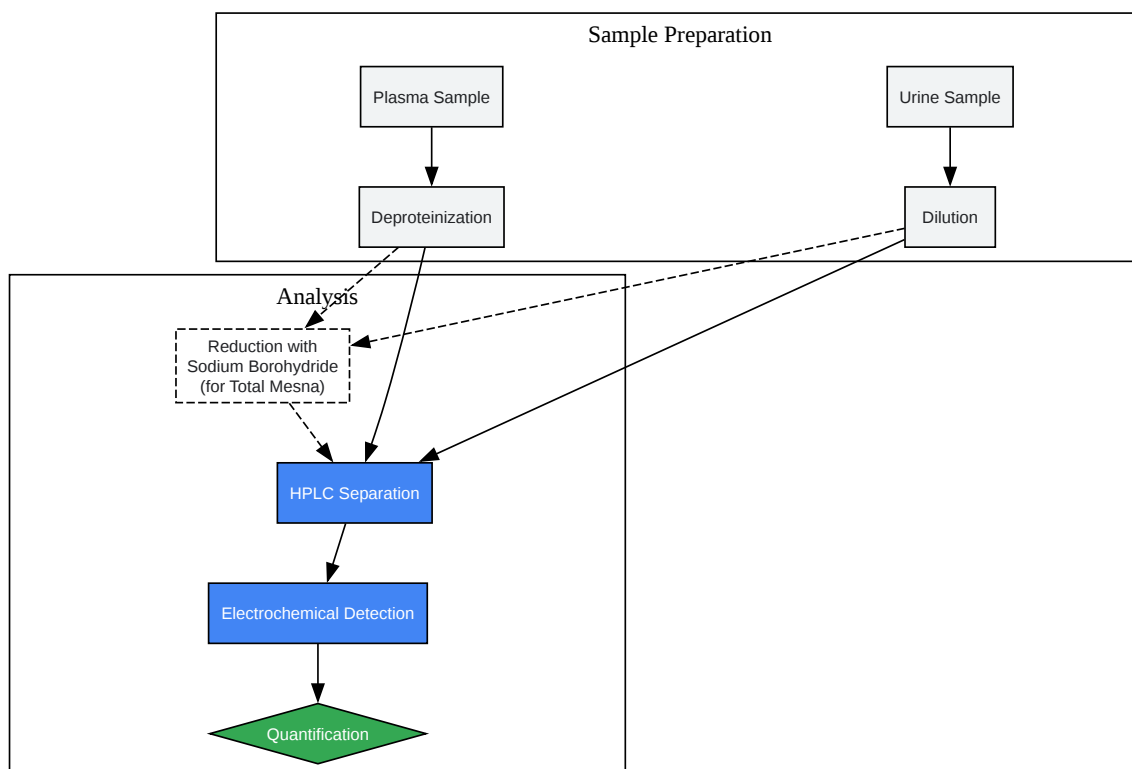 Sample Preparation
Plasma Sample
Urine Sample
Deproteinization
Dilution
Analysis
Reduction with
Sodium Borohydride
(for Total Mesna)
HPLC Separation
Electrochemical Detection
Quantification